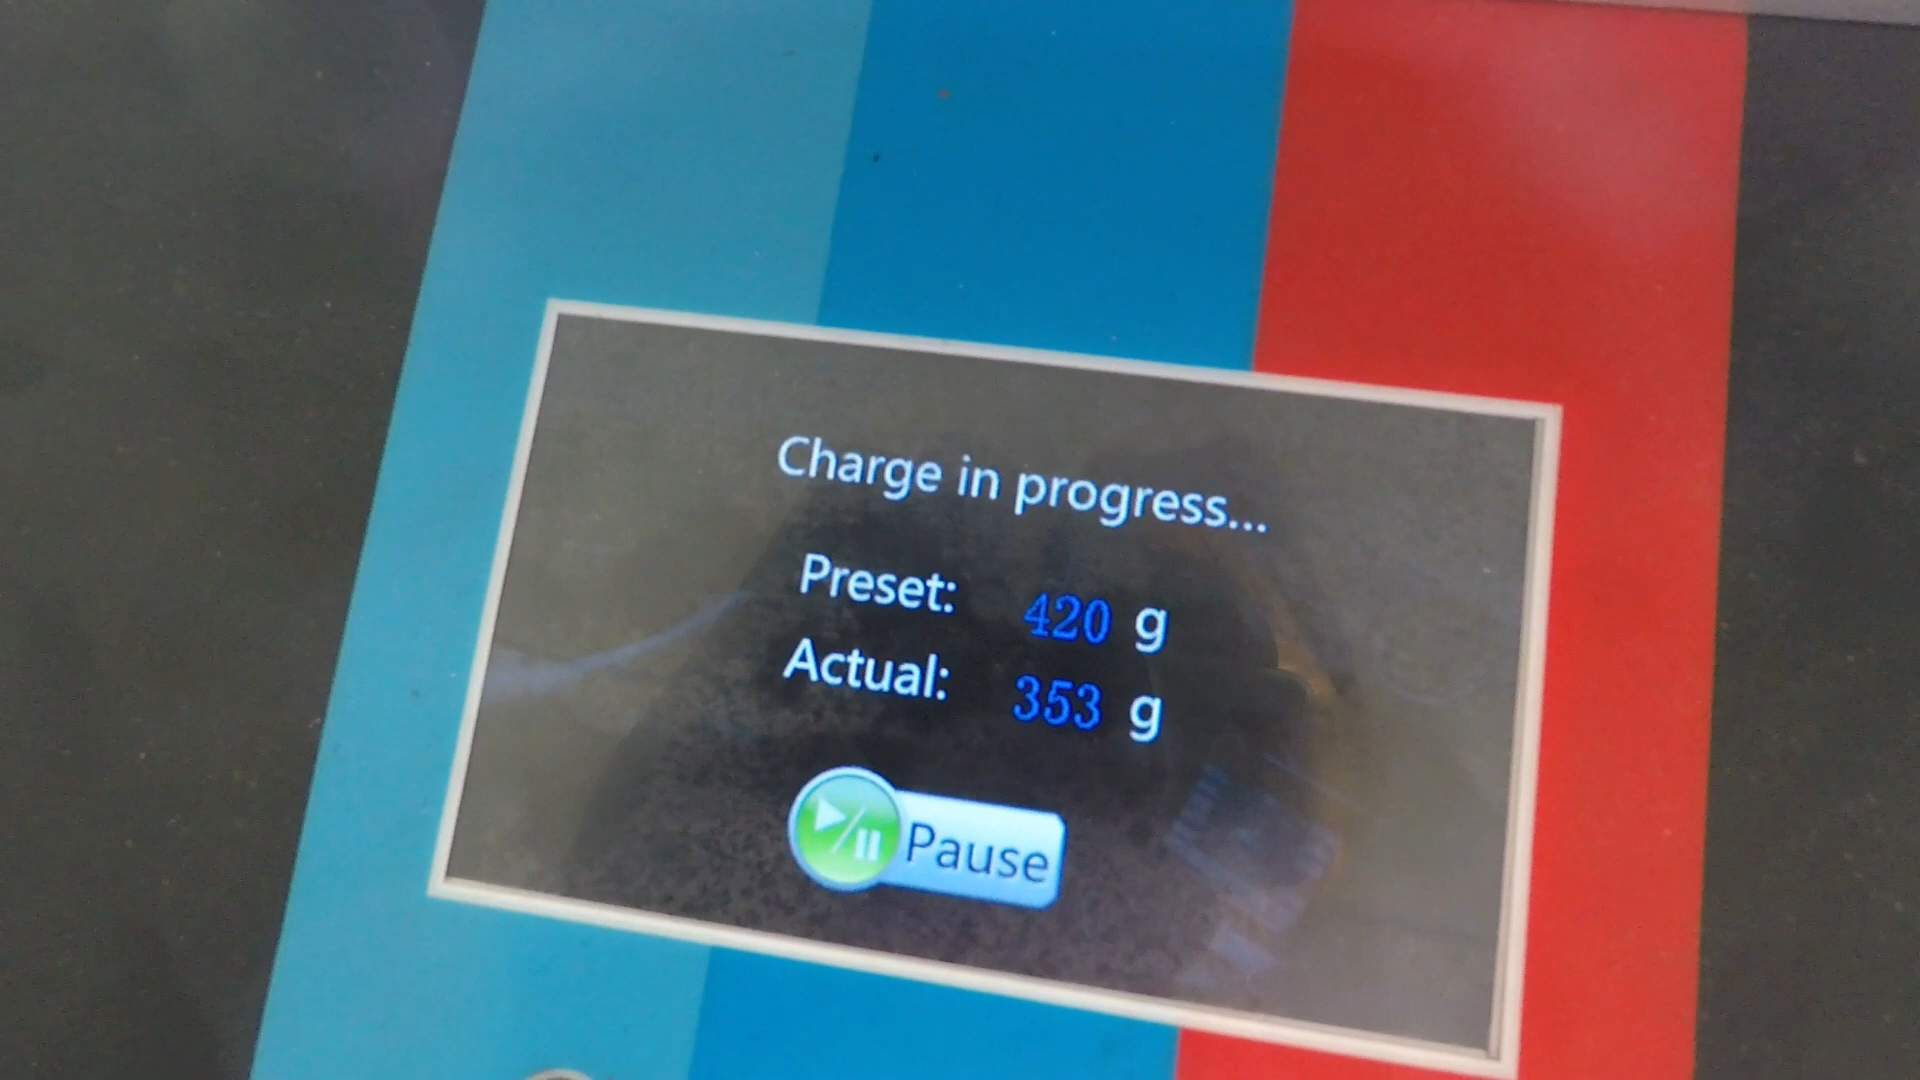 Charge in progress...
Preset: 420 g
Actual: 353 g
Pause